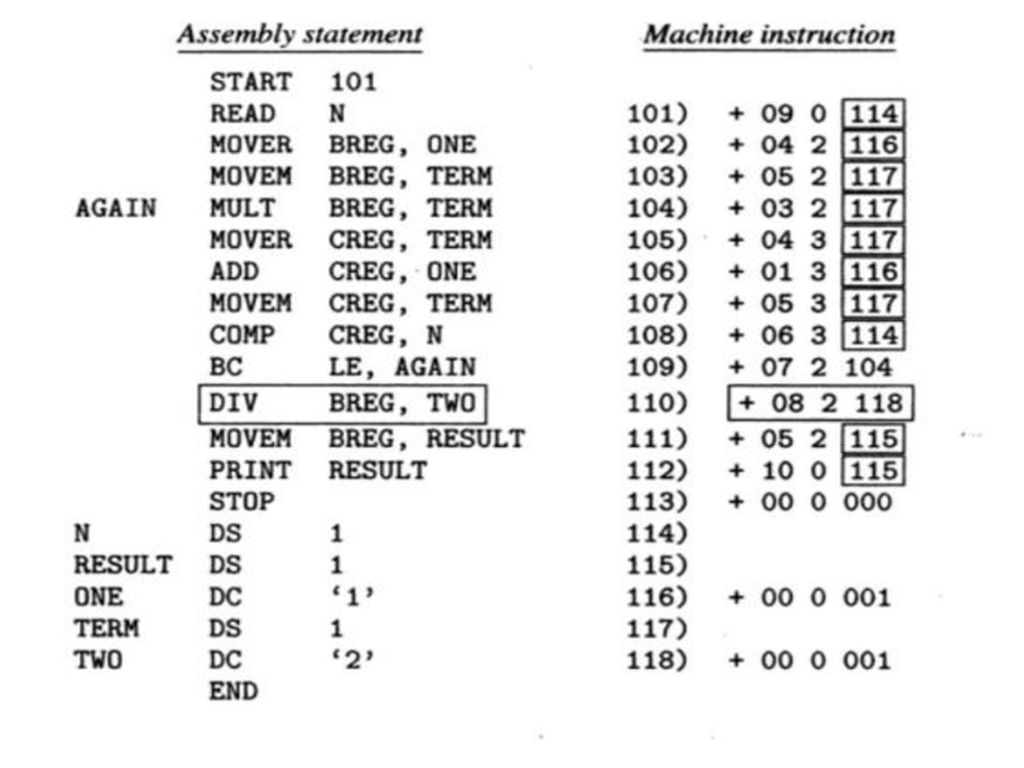 Assembly statement Machine instruction
START 101
READ N 101) + 09 0 114
MOVER BREG, ONE 102) + 04 2 116
MOVEM BREG, TERM 103) + 05 2 117
AGAIN MULT BREG, TERM 104) + 03 2 117
MOVER CREG, TERM 105) + 04 3 117
ADD CREG, ONE 106) + 01 3 116
MOVEM CREG, TERM 107) + 05 3 117
COMP CREG, N 108) + 06 3 114
BC LE, AGAIN 109) + 07 2 104
DIV BREG, TWO 110) + 08 2 118
MOVEM BREG, RESULT 111) + 05 2 115
PRINT RESULT 112) + 10 0 115
STOP 113) + 00 0 000
N DS 1 114)
RESULT DS 1 115)
ONE DC ‘1’ 116) + 00 0 001
TERM DS 1 117)
TWO DC ‘2’ 118) + 00 0 001
END